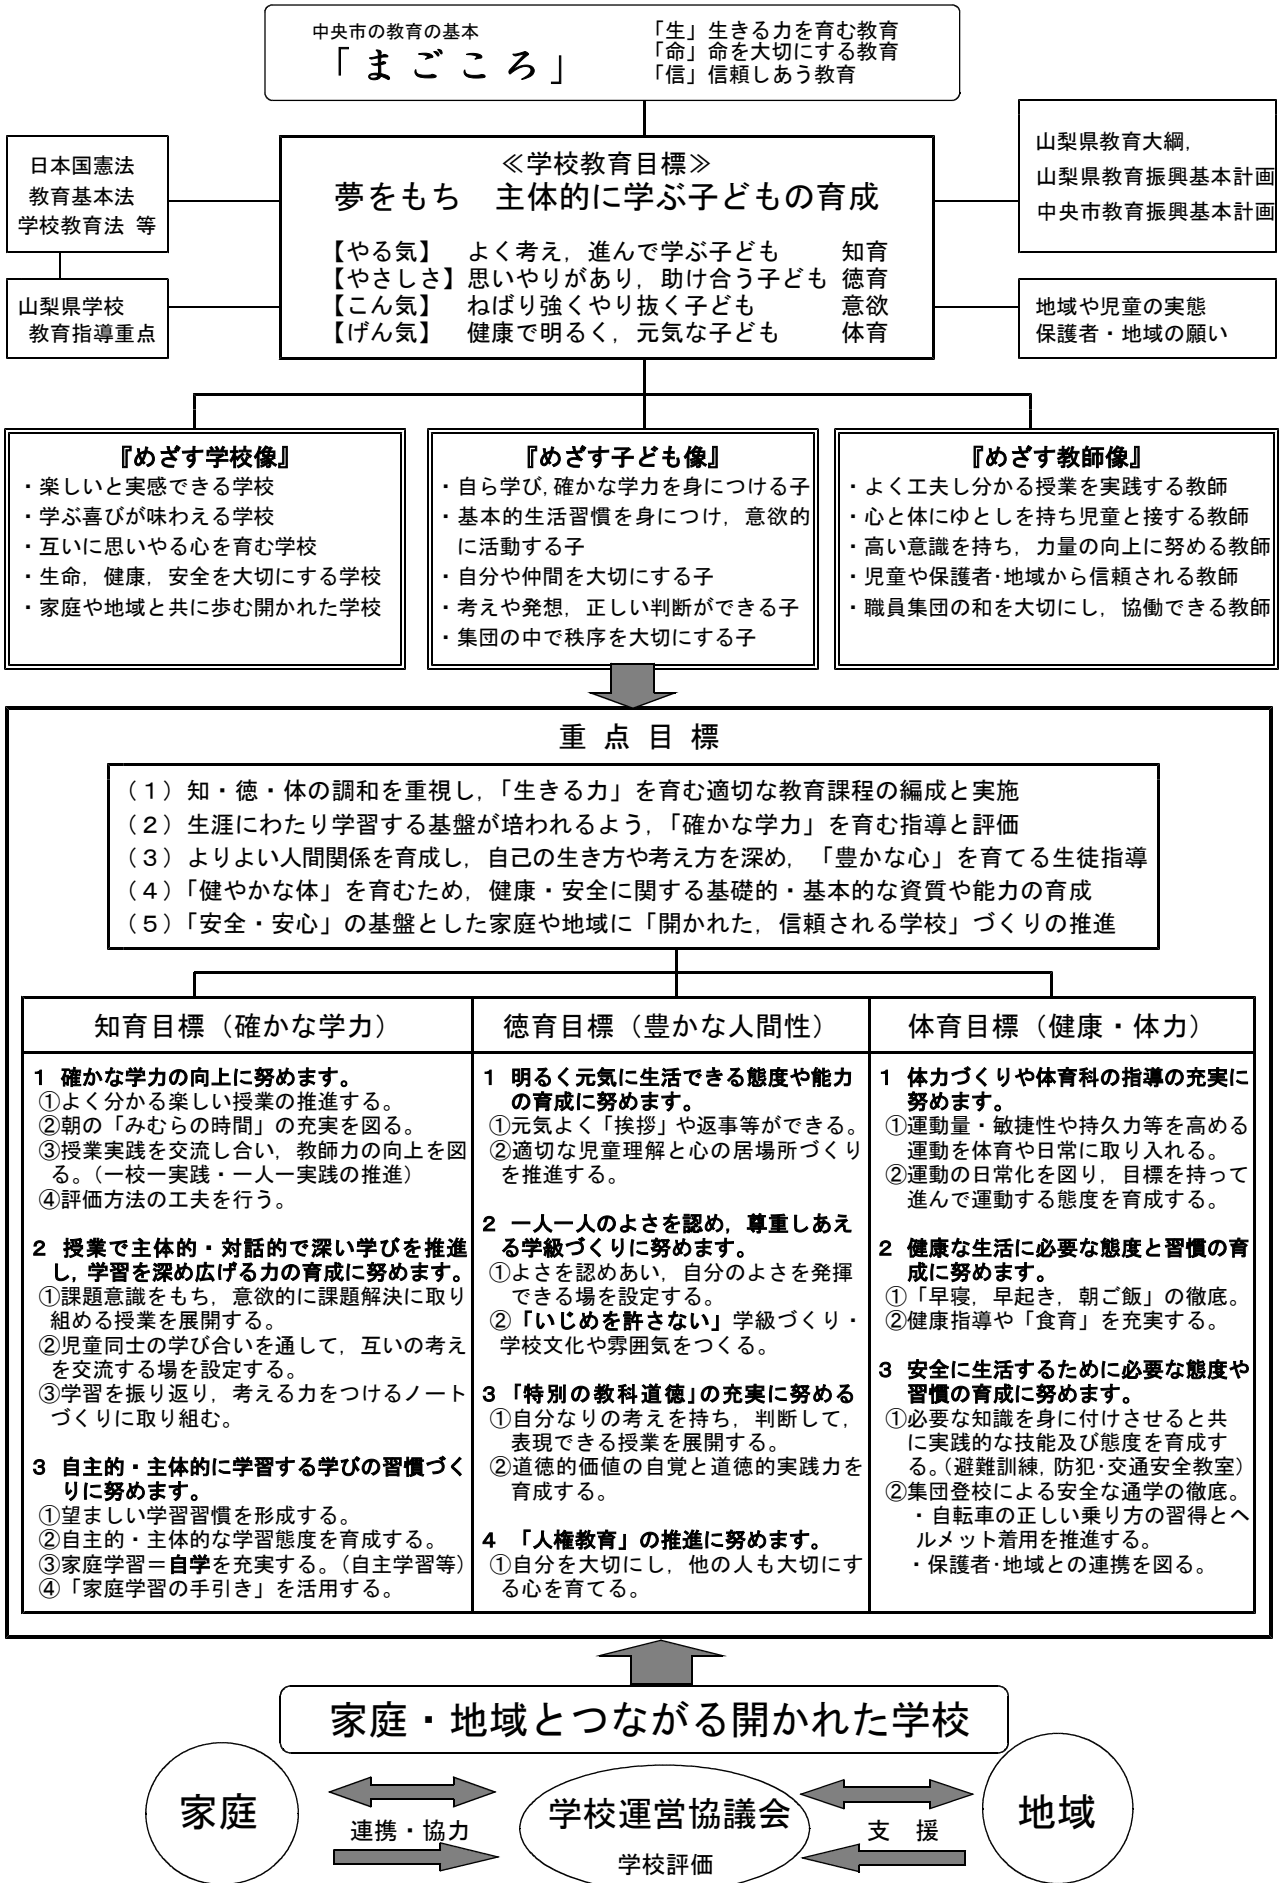 中央市の教育の基本
「まごころ」
「生」生きる力を育む教育
「命」命を大切にする教育
「信」信頼しあう教育
日本国憲法
教育基本法
学校教育法 等
山梨県学校
教育指導重点
≪学校教育目標≫
夢をもち　主体的に学ぶ子どもの育成
【やる気】　よく考え，進んで学ぶ子ども　　知育
【やさしさ】思いやりがあり，助け合う子ども 徳育
【こん気】　ねばり強くやり抜く子ども　　　意欲
【げん気】　健康で明るく，元気な子ども　　体育
山梨県教育大綱，
山梨県教育振興基本計画
中央市教育振興基本計画
地域や児童の実態
保護者・地域の願い
『めざす学校像』
・楽しいと実感できる学校
・学ぶ喜びが味わえる学校
・互いに思いやる心を育む学校
・生命，健康，安全を大切にする学校
・家庭や地域と共に歩む開かれた学校
『めざす子ども像』
・自ら学び，確かな学力を身につける子
・基本的生活習慣を身につけ，意欲的
に活動する子
・自分や仲間を大切にする子
・考えや発想，正しい判断ができる子
・集団の中で秩序を大切にする子
『めざす教師像』
・よく工夫し分かる授業を実践する教師
・心と体にゆとしを持ち児童と接する教師
・高い意識を持ち，力量の向上に努める教師
・児童や保護者・地域から信頼される教師
・職員集団の和を大切にし，協働できる教師
重 点 目 標
（１）知・徳・体の調和を重視し，「生きる力」を育む適切な教育課程の編成と実施
（２）生涯にわたり学習する基盤が培われるよう，「確かな学力」を育む指導と評価
（３）よりよい人間関係を育成し，自己の生き方や考え方を深め，「豊かな心」を育てる生徒指導
（４）「健やかな体」を育むため，健康・安全に関する基礎的・基本的な資質や能力の育成
（５）「安全・安心」の基盤とした家庭や地域に「開かれた，信頼される学校」づくりの推進
知育目標（確かな学力）
１ 確かな学力の向上に努めます。
①よく分かる楽しい授業の推進する。
②朝の「みむらの時間」の充実を図る。
③授業実践を交流し合い，教師力の向上を図
る。（一校一実践・一人一実践の推進）
④評価方法の工夫を行う。
２ 授業で主体的・対話的で深い学びを推進
し，学習を深め広げる力の育成に努めます。
①課題意識をもち，意欲的に課題解決に取り
組める授業を展開する。
②児童同士の学び合いを通して，互いの考え
を交流する場を設定する。
③学習を振り返り，考える力をつけるノート
づくりに取り組む。
３ 自主的・主体的に学習する学びの習慣づく
りに努めます。
①望ましい学習習慣を形成する。
②自主的・主体的な学習態度を育成する。
③家庭学習＝自学を充実する。（自主学習等）
④「家庭学習の手引き」を活用する。
徳育目標（豊かな人間性）
１ 明るく元気に生活できる態度や能力
の育成に努めます。
①元気よく「挨拶」や返事等ができる。
②適切な児童理解と心の居場所づくり
を推進する。
２ 一人一人のよさを認め，尊重しあえ
る学級づくりに努めます。
①よさを認めあい，自分のよさを発揮
できる場を設定する。
②「いじめを許さない」学級づくり・
学校文化や雰囲気をつくる。
３「特別の教科道徳」の充実に努める
①自分なりの考えを持ち，判断して，
表現できる授業を展開する。
②道徳的価値の自覚と道徳的実践力を
育成する。
４ 「人権教育」の推進に努めます。
①自分を大切にし，他の人も大切にす
る心を育てる。
体育目標（健康・体力）
１ 体力づくりや体育科の指導の充実に
努めます。
①運動量・敏捷性や持久力等を高める
運動を体育や日常に取り入れる。
②運動の日常化を図り，目標を持って
進んで運動する態度を育成する。
２ 健康な生活に必要な態度と習慣の育
成に努めます。
①「早寝，早起き，朝ご飯」の徹底。
②健康指導や「食育」を充実する。
３ 安全に生活するために必要な態度や
習慣の育成に努めます。
①必要な知識を身に付けさせると共
に実践的な技能及び態度を育成す
る。（避難訓練，防犯・交通安全教室）
②集団登校による安全な通学の徹底。
・自転車の正しい乗り方の習得とヘ
ルメット着用を推進する。
・保護者・地域との連携を図る。
家庭・地域とつながる開かれた学校
家庭
連携・協力
学校運営協議会
学校評価
支　援
地域